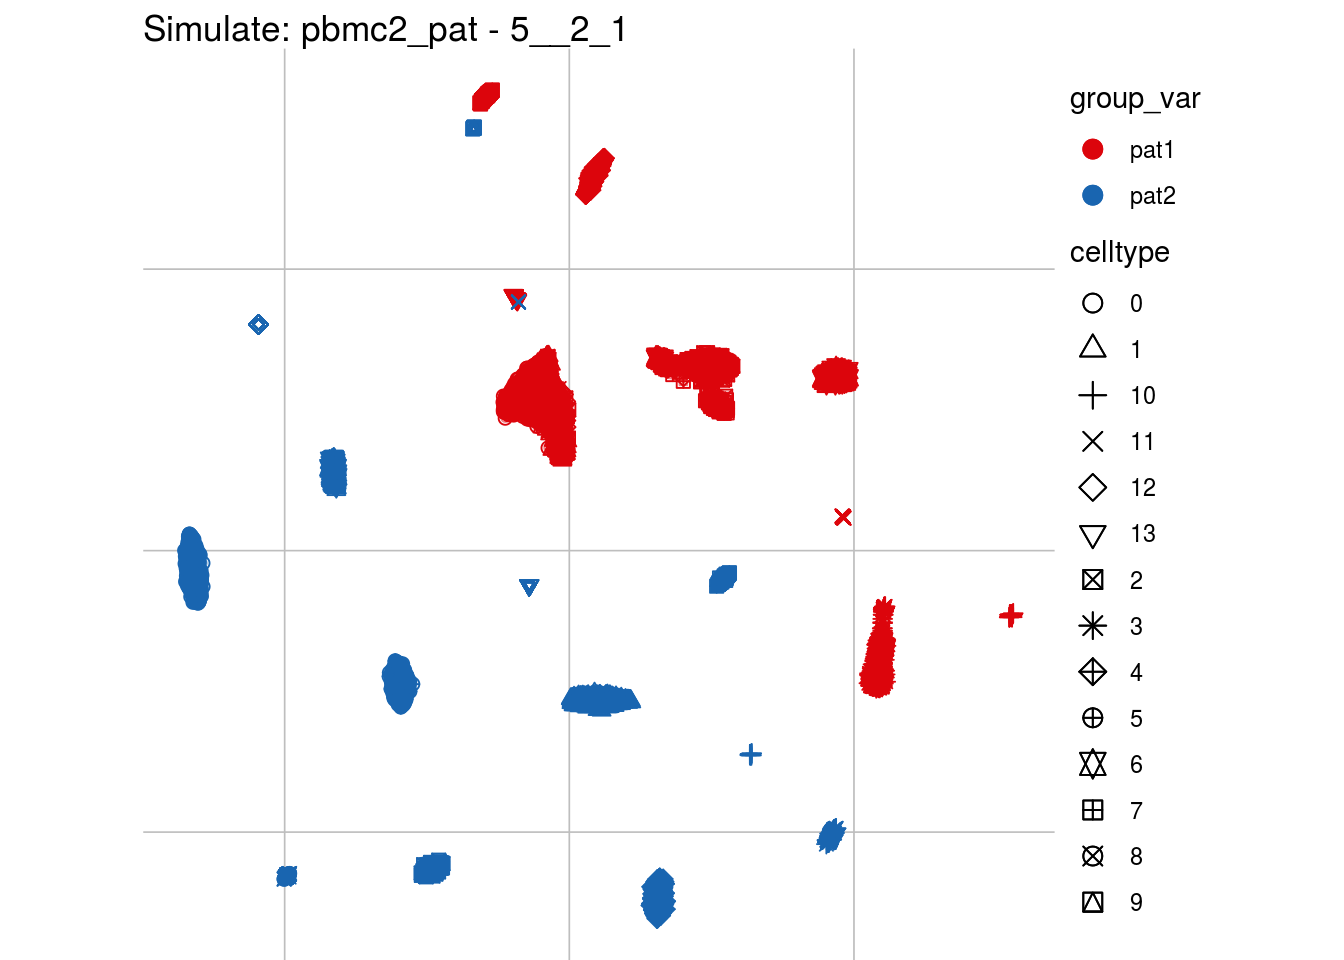 Simulate: pbmc2_pat - 5__2_1
group_var
pat1
pat2
celltype
0
1
10
11
12
13
2
3
4
5
6
7
8
9